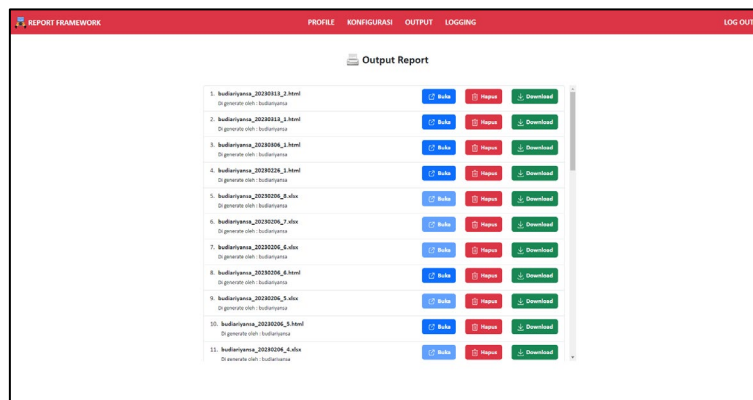 REPORT FRAMEWORK PROFILE KONFIGURASI OUTPUT LOGGING LOG OUT
Output Report
1. budiariyansa_20230313_2.html Buka Hapus Download
Di generate oleh : budiariyansa
2. budiariyansa_20230313_1.html Buka Hapus Download
Di generate oleh : budiariyansa
3. budiariyansa_20230306_1.html Buka Hapus Download
Di generate oleh : budiariyansa
4. budiariyansa_20230226_1.html Buka Hapus Download
Di generate oleh : budiariyansa
5. budiariyansa_20230206_8.xlsx Buka Hapus Download
Di generate oleh : budiariyansa
6. budiariyansa_20230206_7.xlsx Buka Hapus Download
Di generate oleh : budiariyansa
7. budiariyansa_20230206_6.xlsx Buka Hapus Download
Di generate oleh : budiariyansa
8. budiariyansa_20230206_6.html Buka Hapus Download
Di generate oleh : budiariyansa
9. budiariyansa_20230206_5.xlsx Buka Hapus Download
Di generate oleh : budiariyansa
10. budiariyansa_20230206_5.html Buka Hapus Download
Di generate oleh : budiariyansa
11. budiariyansa_20230206_4.xlsx Buka Hapus Download
Di generate oleh : budiariyansa